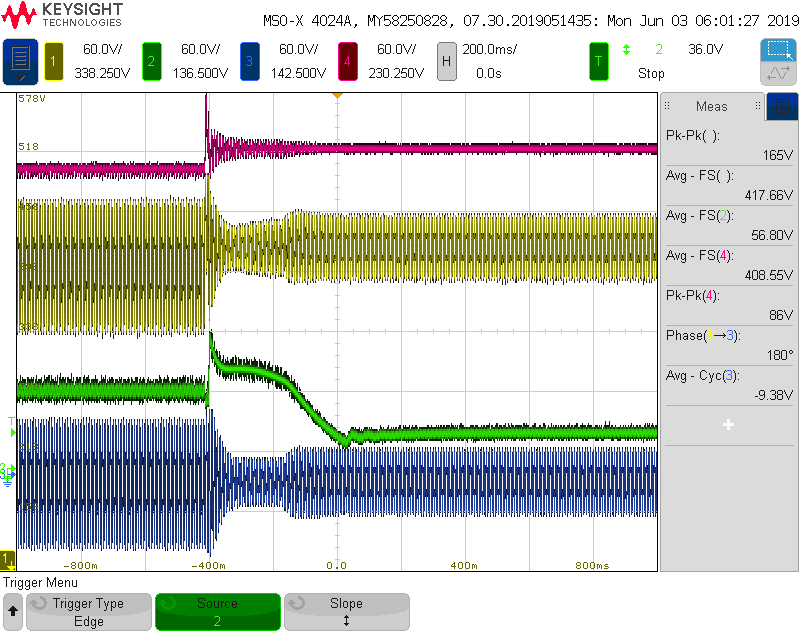 KEYSIGHT
TECHNOLOGIES
MSO-X 4024A, MY58250828, 07.30.2019051435: Mon Jun 03 06:01:27 2019
1 60.0V/ 338.250V
2 60.0V/ 136.500V
3 60.0V/ 142.500V
4 60.0V/ 230.250V
H 200.0ms/ 0.0s
T 2 36.0V
Stop
578V
518
-800m -400m 0.0 400m 800ms
Meas
Pk-Pk( ):
165V
Avg - FS( ):
417.66V
Avg - FS(2):
56.80V
Avg - FS(4):
408.55V
Pk-Pk(4):
86V
Phase(1→3):
180°
Avg - Cyc(3):
-9.38V
Trigger Menu
Trigger Type
Edge
Source
2
Slope